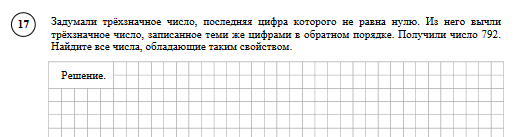 17 Задумали трёхзначное число, последняя цифра которого не равна нулю. Из него вычли
трёхзначное число, записанное теми же цифрами в обратном порядке. Получили число 792.
Найдите все числа, обладающие таким свойством.
Решение.